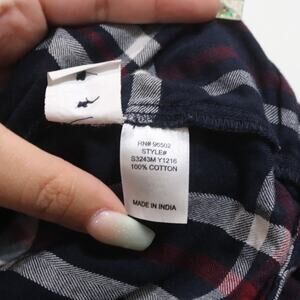 RN# 96502
STYLE#
S3243M Y1216
100% COTTON
MADE IN INDIA